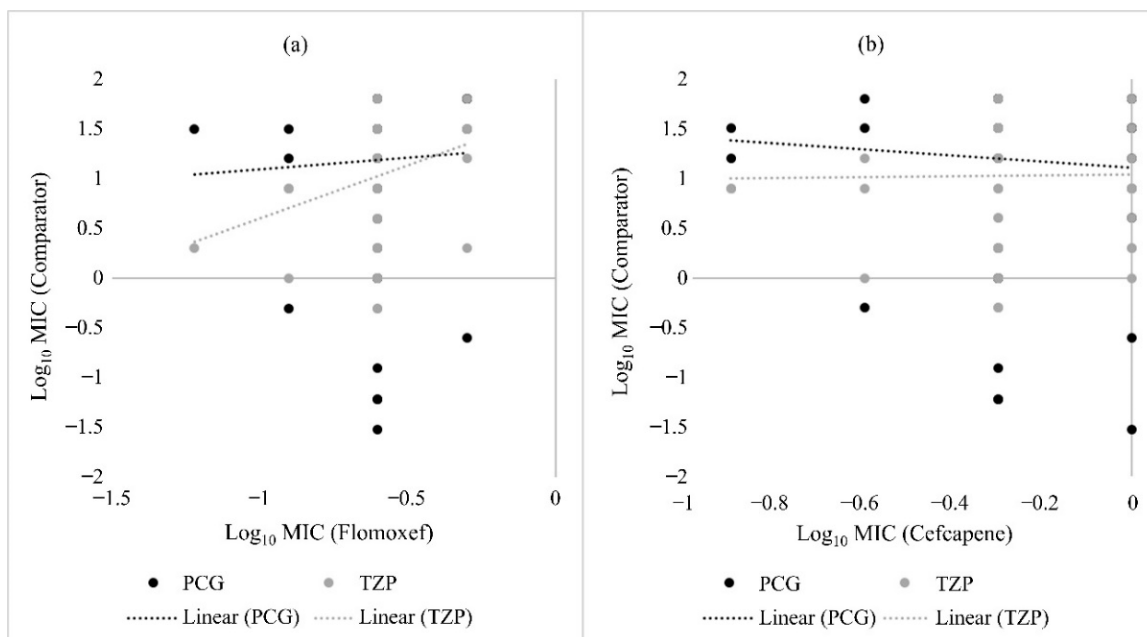 (a)
2
1.5
1
0.5
0
−0.5
−1
−1.5
−2
−1.5 −1 −0.5 0
Log10 MIC (Comparator)
Log10 MIC (Flomoxef)
PCG TZP
Linear (PCG) Linear (TZP)
(b)
2
1.5
1
0.5
0
−0.5
−1
−1.5
−2
−1 −0.8 −0.6 −0.4 −0.2 0
Log10 MIC (Comparator)
Log10 MIC (Cefcapene)
PCG TZP
Linear (PCG) Linear (TZP)